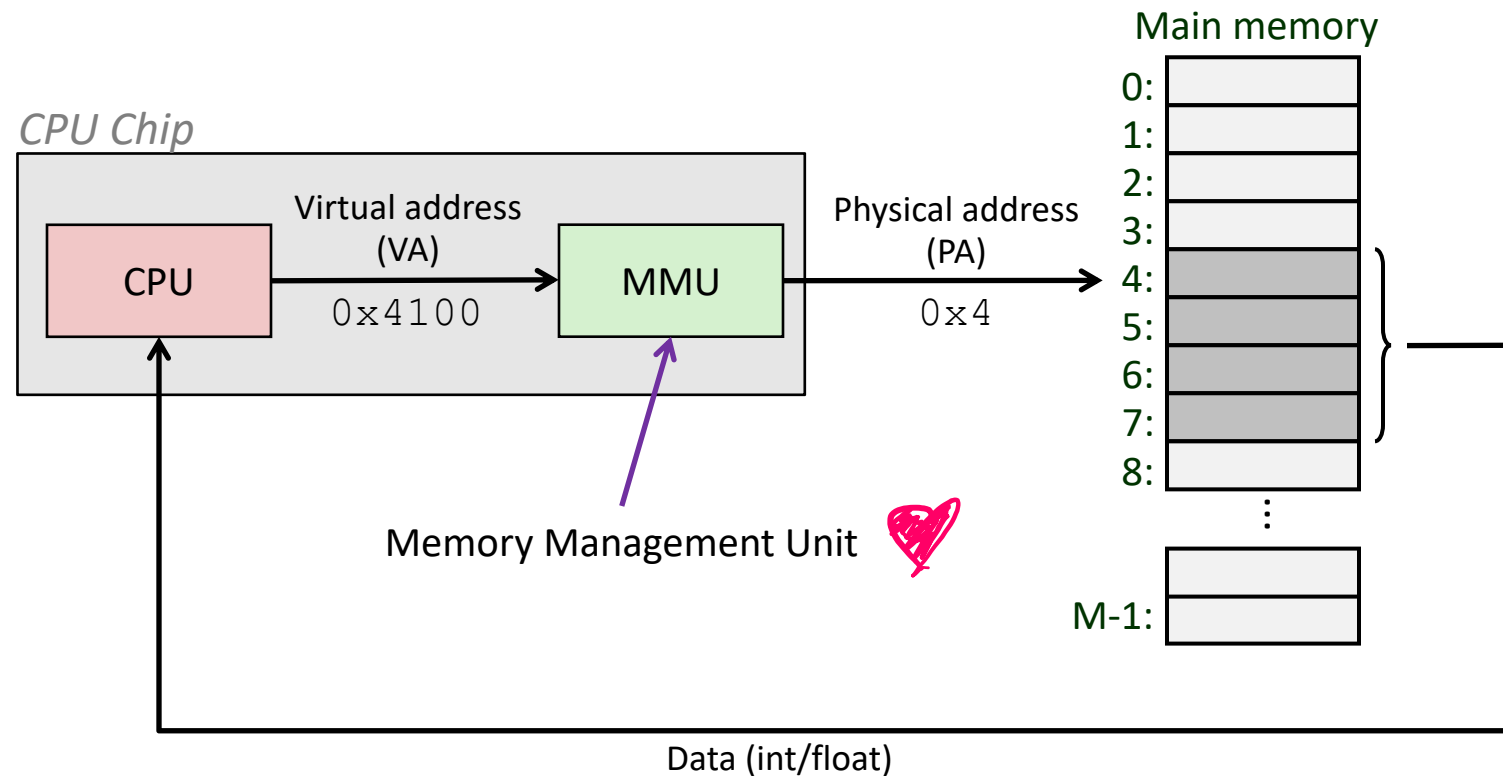 Main memory
CPU Chip
0:
1:
2:
3:
4:
5:
6:
7:
8:
⋮
M-1:
Virtual address
(VA)
0x4100
CPU
MMU
Physical address
(PA)
0x4
Memory Management Unit
Data (int/float)